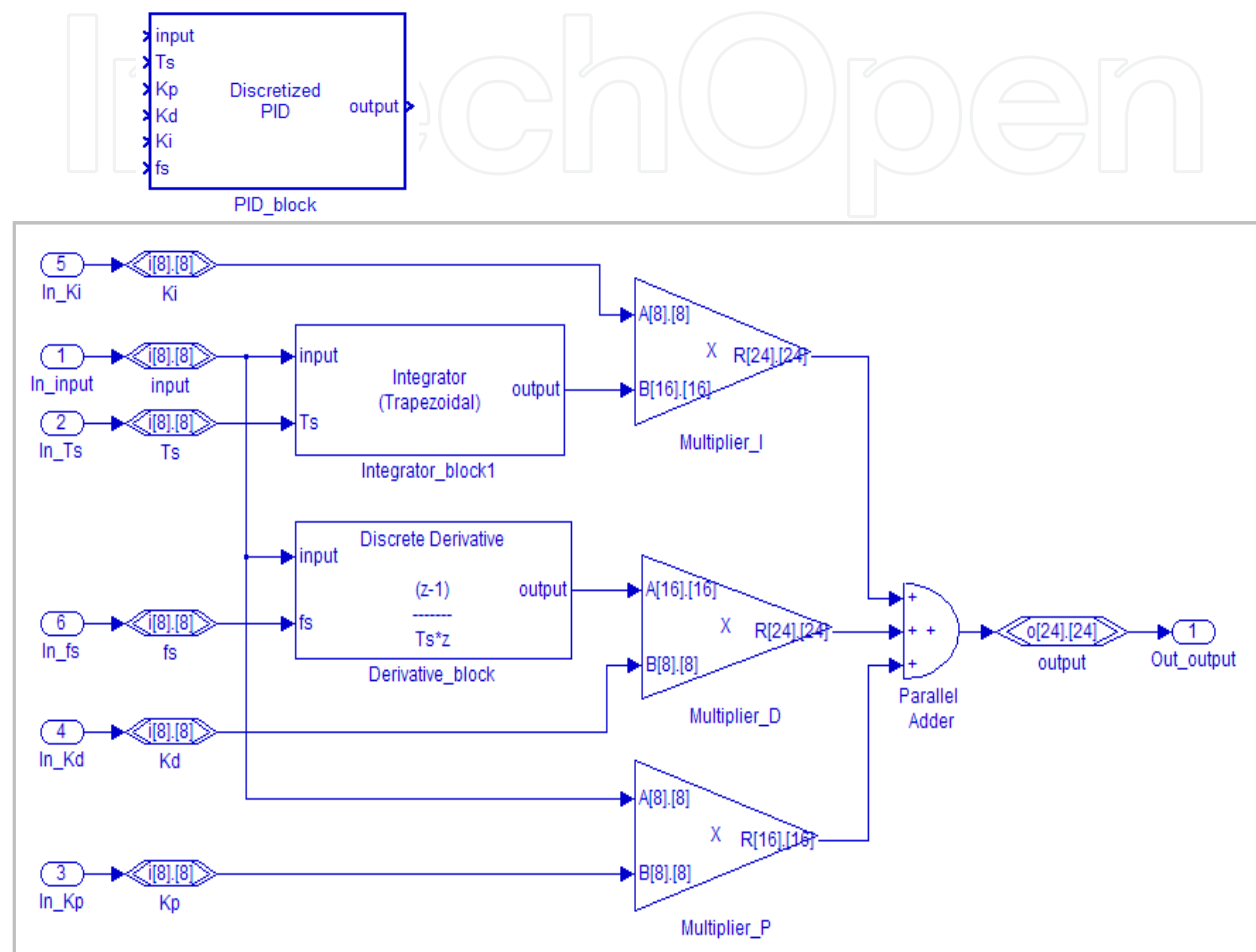 InTechOpen
input
Ts
Kp
Kd
Ki
fs
Discretized
PID
output
PID_block
5
i[8].[8]
In_Ki
Ki
A[8].[8]
X
R[24].[24]
B[16].[16]
Multiplier_I
1
i[8].[8]
In_input
input
2
i[8].[8]
In_Ts
Ts
input
Integrator
(Trapezoidal)
output
Ts
Integrator_block1
input
Discrete Derivative
(z-1)
-------
Ts*z
output
fs
Derivative_block
6
i[8].[8]
In_fs
fs
A[16].[16]
X
R[24].[24]
B[8].[8]
Multiplier_D
4
i[8].[8]
In_Kd
Kd
+
+ +
+
Parallel
Adder
o[24].[24]
output
1
Out_output
A[8].[8]
X
R[16].[16]
B[8].[8]
Multiplier_P
3
i[8].[8]
In_Kp
Kp